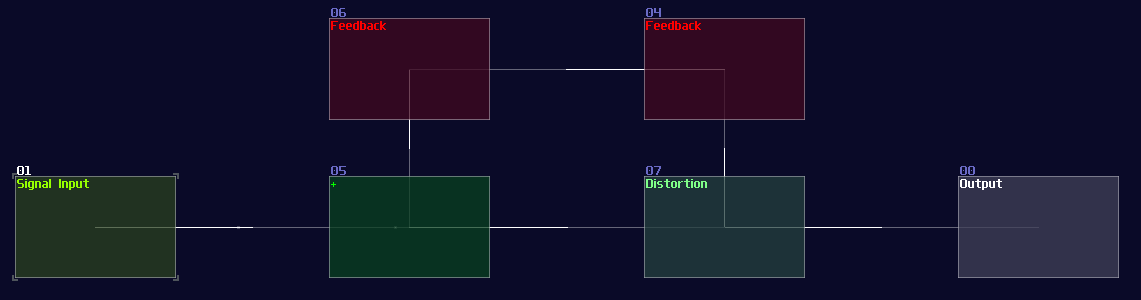 06
Feedback
04
Feedback
01
Signal Input
05
+
07
Distortion
00
Output